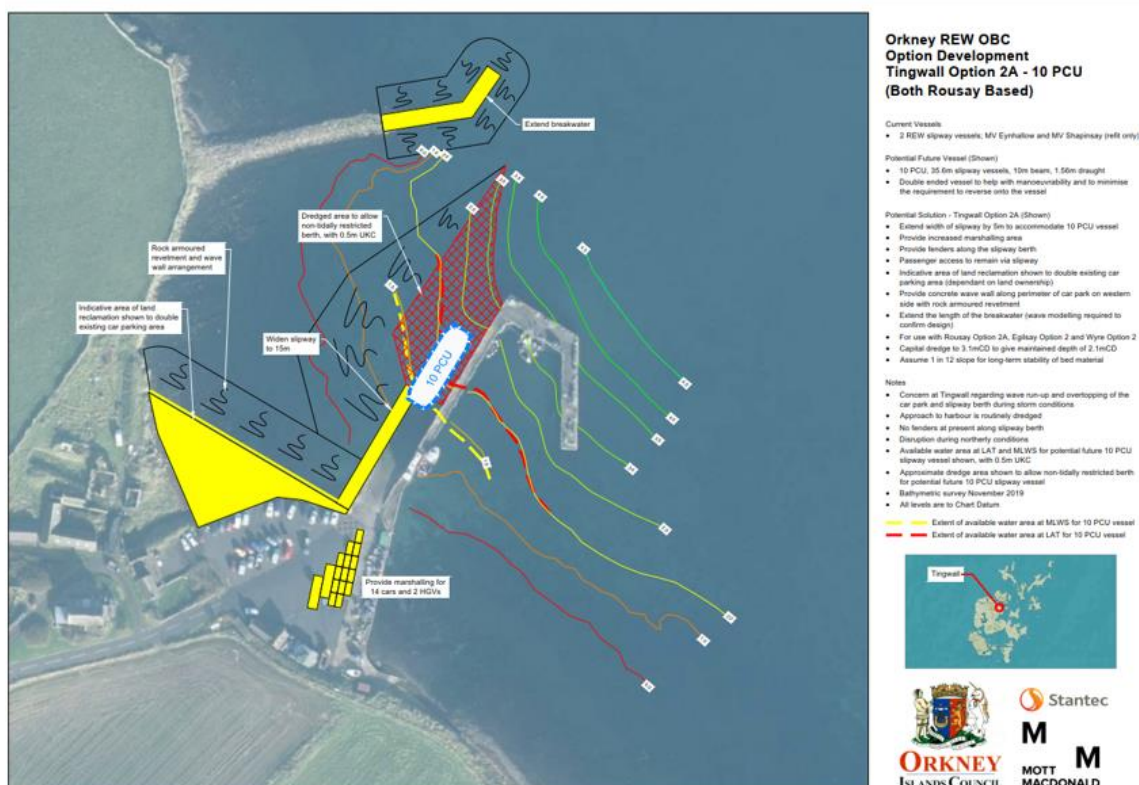 Extend breakwater
Dredged area to allow
non-tidally restricted
berth, with 0.5m UKC
Rock armoured
revetment and wave
wall arrangement
Indicative area of land
reclamation shown to double
existing car parking area
Widen slipway
to 15m
10 PCU
Provide marshalling for
14 cars and 2 HGVs
Orkney REW OBC
Option Development
Tingwall Option 2A - 10 PCU
(Both Rousay Based)
Current Vessels
• 2 REW slipway vessels; MV Eynhallow and MV Shapinsay (refit only)
Potential Future Vessel (Shown)
• 10 PCU, 35.6m slipway vessels, 10m beam, 1.56m draught
• Double ended vessel to help with manoeuvrability and to minimise
the requirement to reverse onto the vessel
Potential Solution - Tingwall Option 2A (Shown)
• Extend width of slipway by 5m to accommodate 10 PCU vessel
• Provide increased marshalling area
• Provide fenders along the slipway berth
• Passenger access to remain via slipway
• Indicative area of land reclamation shown to double existing car
parking area (dependant on land ownership)
• Provide concrete wave wall along perimeter of car park on western
side with rock armoured revetment
• Extend the length of the breakwater (wave modelling required to
confirm design)
• For use with Rousay Option 2A, Egilsay Option 2 and Wyre Option 2
• Capital dredge to 3.1mCD to give maintained depth of 2.1mCD
• Assume 1 in 12 slope for long-term stability of bed material
Notes
• Concern at Tingwall regarding wave run-up and overtopping of the
car park and slipway berth during storm conditions
• Approach to harbour is routinely dredged
• No fenders at present along slipway berth
• Disruption during northerly conditions
• Available water area at LAT and MLWS for potential future 10 PCU
slipway vessel shown, with 0.5m UKC
• Approximate dredge area shown to allow non-tidally restricted berth
for potential future 10 PCU slipway vessel
• Bathymetric survey November 2019
• All levels are to Chart Datum
Extent of available water area at MLWS for 10 PCU vessel
Extent of available water area at LAT for 10 PCU vessel
Tingwall
Stantec
ORKNEY
ISLANDS COUNCIL
M
M
MOTT
MACDONALD